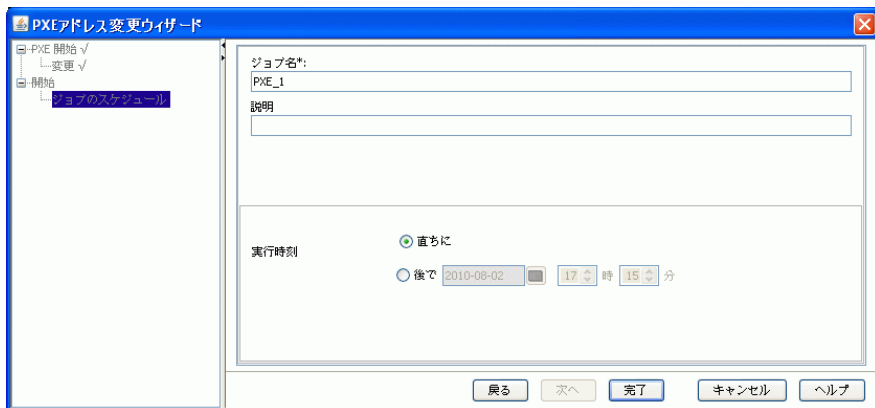 PXEアドレス変更ウィザード
PXE 開始 √
変更 √
開始
ジョブのスケジュール
ジョブ名*:
PXE_1
説明
実行時刻
直ちに
後で 2010-08-02 17 時 15 分
戻る 次へ 完了 キャンセル ヘルプ